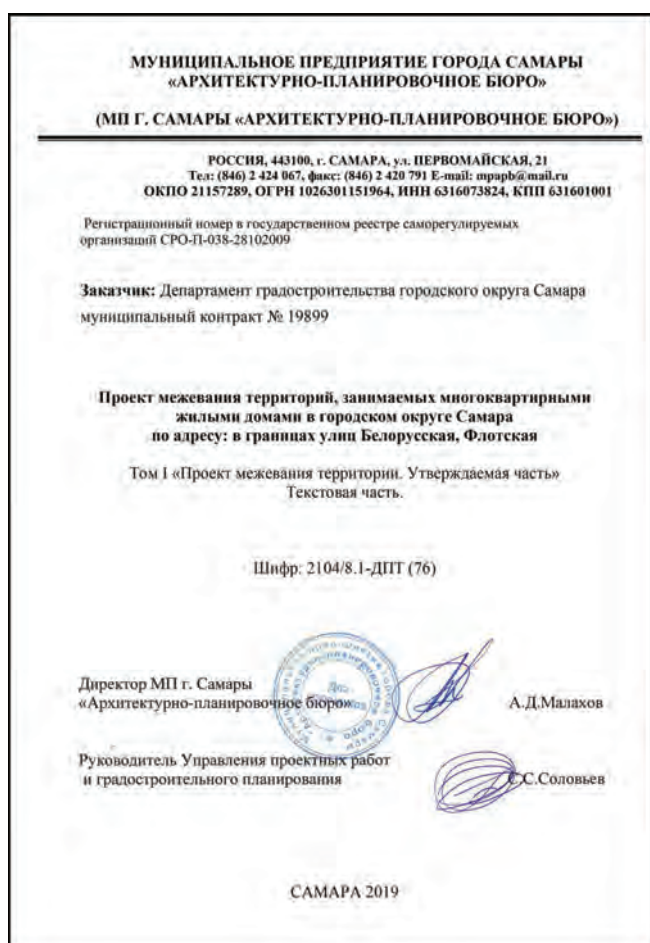 МУНИЦИПАЛЬНОЕ ПРЕДПРИЯТИЕ ГОРОДА САМАРЫ
«АРХИТЕКТУРНО-ПЛАНИРОВОЧНОЕ БЮРО»
(МП Г. САМАРЫ «АРХИТЕКТУРНО-ПЛАНИРОВОЧНОЕ БЮРО»)
РОССИЯ, 443100, г. САМАРА, ул. ПЕРВОМАЙСКАЯ, 21
Тел: (846) 2 424 067, факс: (846) 2 420 791 E-mail: mpapb@mail.ru
ОКПО 21157289, ОГРН 1026301151964, ИНН 6316073824, КПП 631601001
Регистрационный номер в государственном реестре саморегулируемых
организаций СРО-П-038-28102009
Заказчик: Департамент градостроительства городского округа Самара
муниципальный контракт № 19899
Проект межевания территорий, занимаемых многоквартирными
жилыми домами в городском округе Самара
по адресу: в границах улиц Белорусская, Флотская
Том I «Проект межевания территории. Утверждаемая часть»
Текстовая часть.
Шифр: 2104/8.1-ДПТ (76)
Директор МП г. Самары
«Архитектурно-планировочное бюро»
А.Д.Малахов
Руководитель Управления проектных работ
и градостроительного планирования
С.С.Соловьев
САМАРА 2019